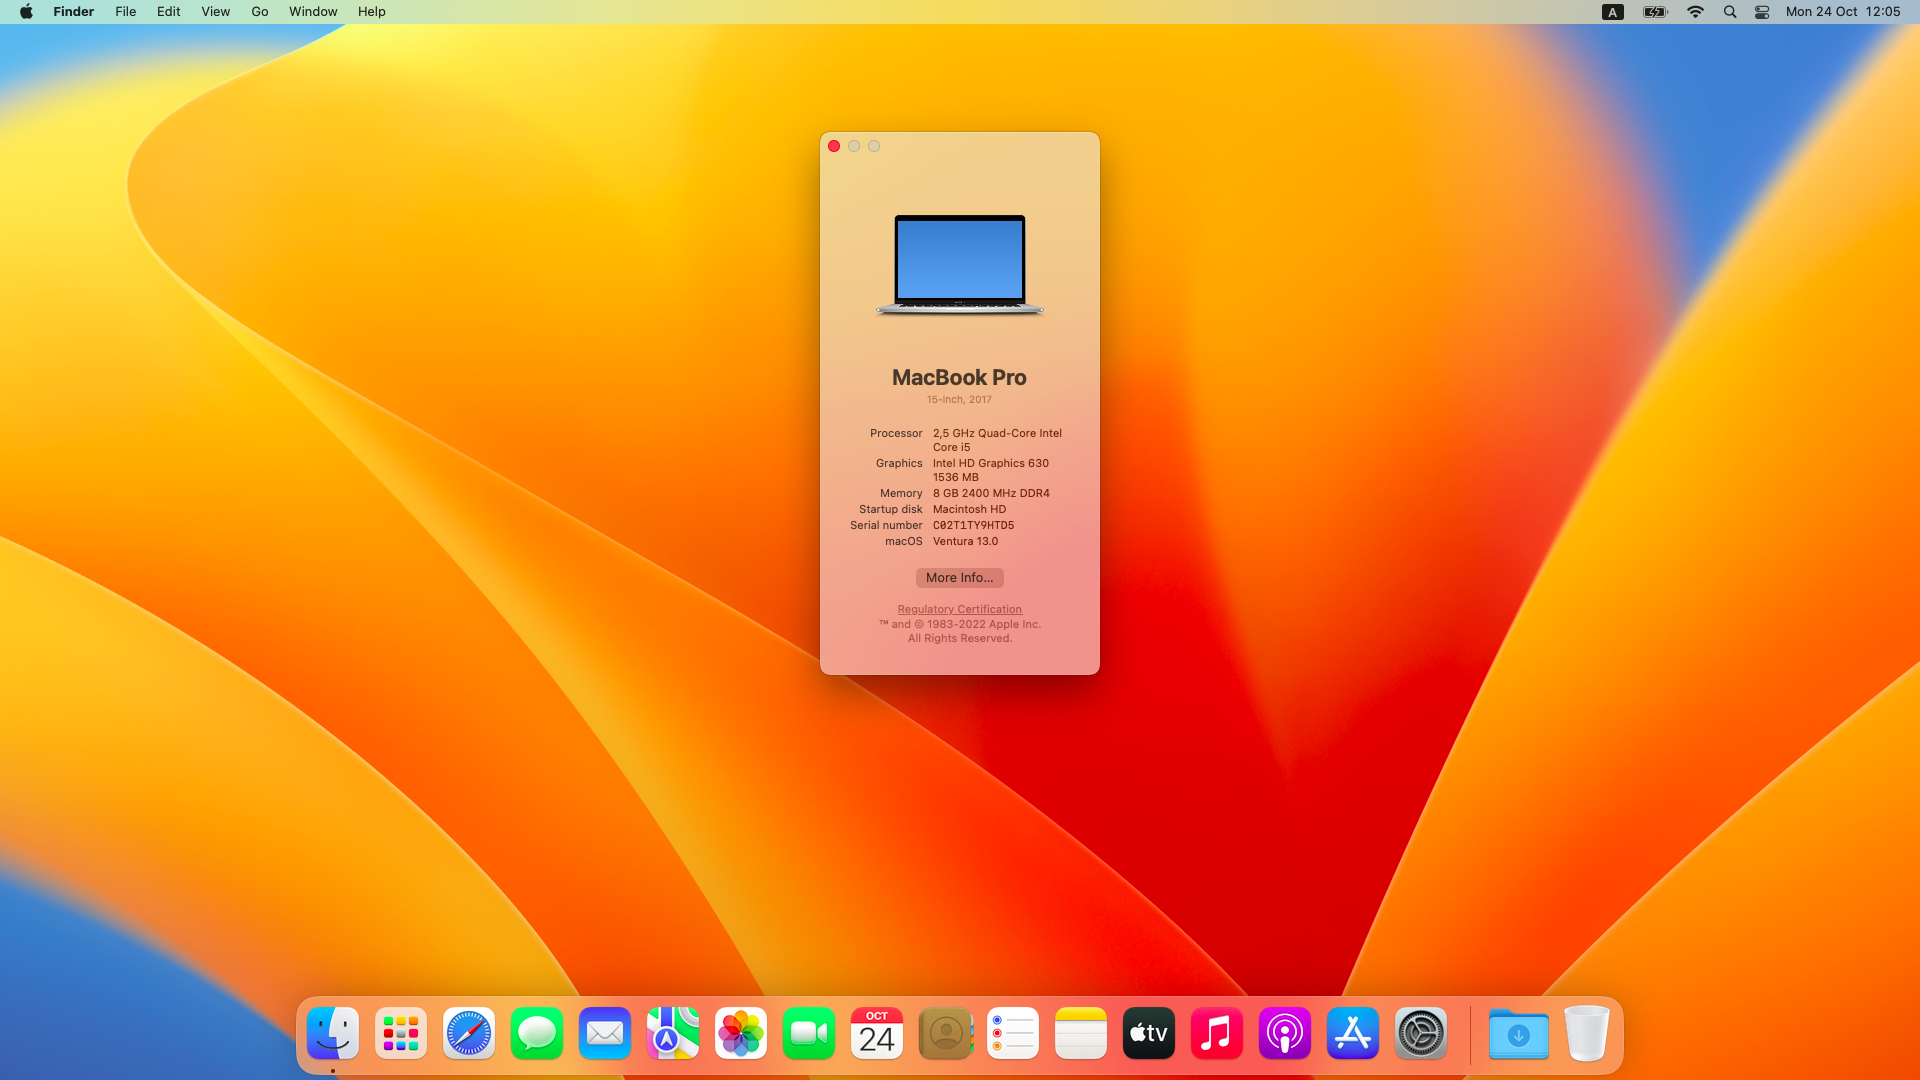 Finder File Edit View Go Window Help
A Mon 24 Oct 12:05
MacBook Pro
15-inch, 2017
Processor 2,5 GHz Quad-Core Intel
Core i5
Graphics Intel HD Graphics 630
1536 MB
Memory 8 GB 2400 MHz DDR4
Startup disk Macintosh HD
Serial number C02T1TY9HTD5
macOS Ventura 13.0
More Info...
Regulatory Certification
™ and © 1983-2022 Apple Inc.
All Rights Reserved.
OCT
24
tv